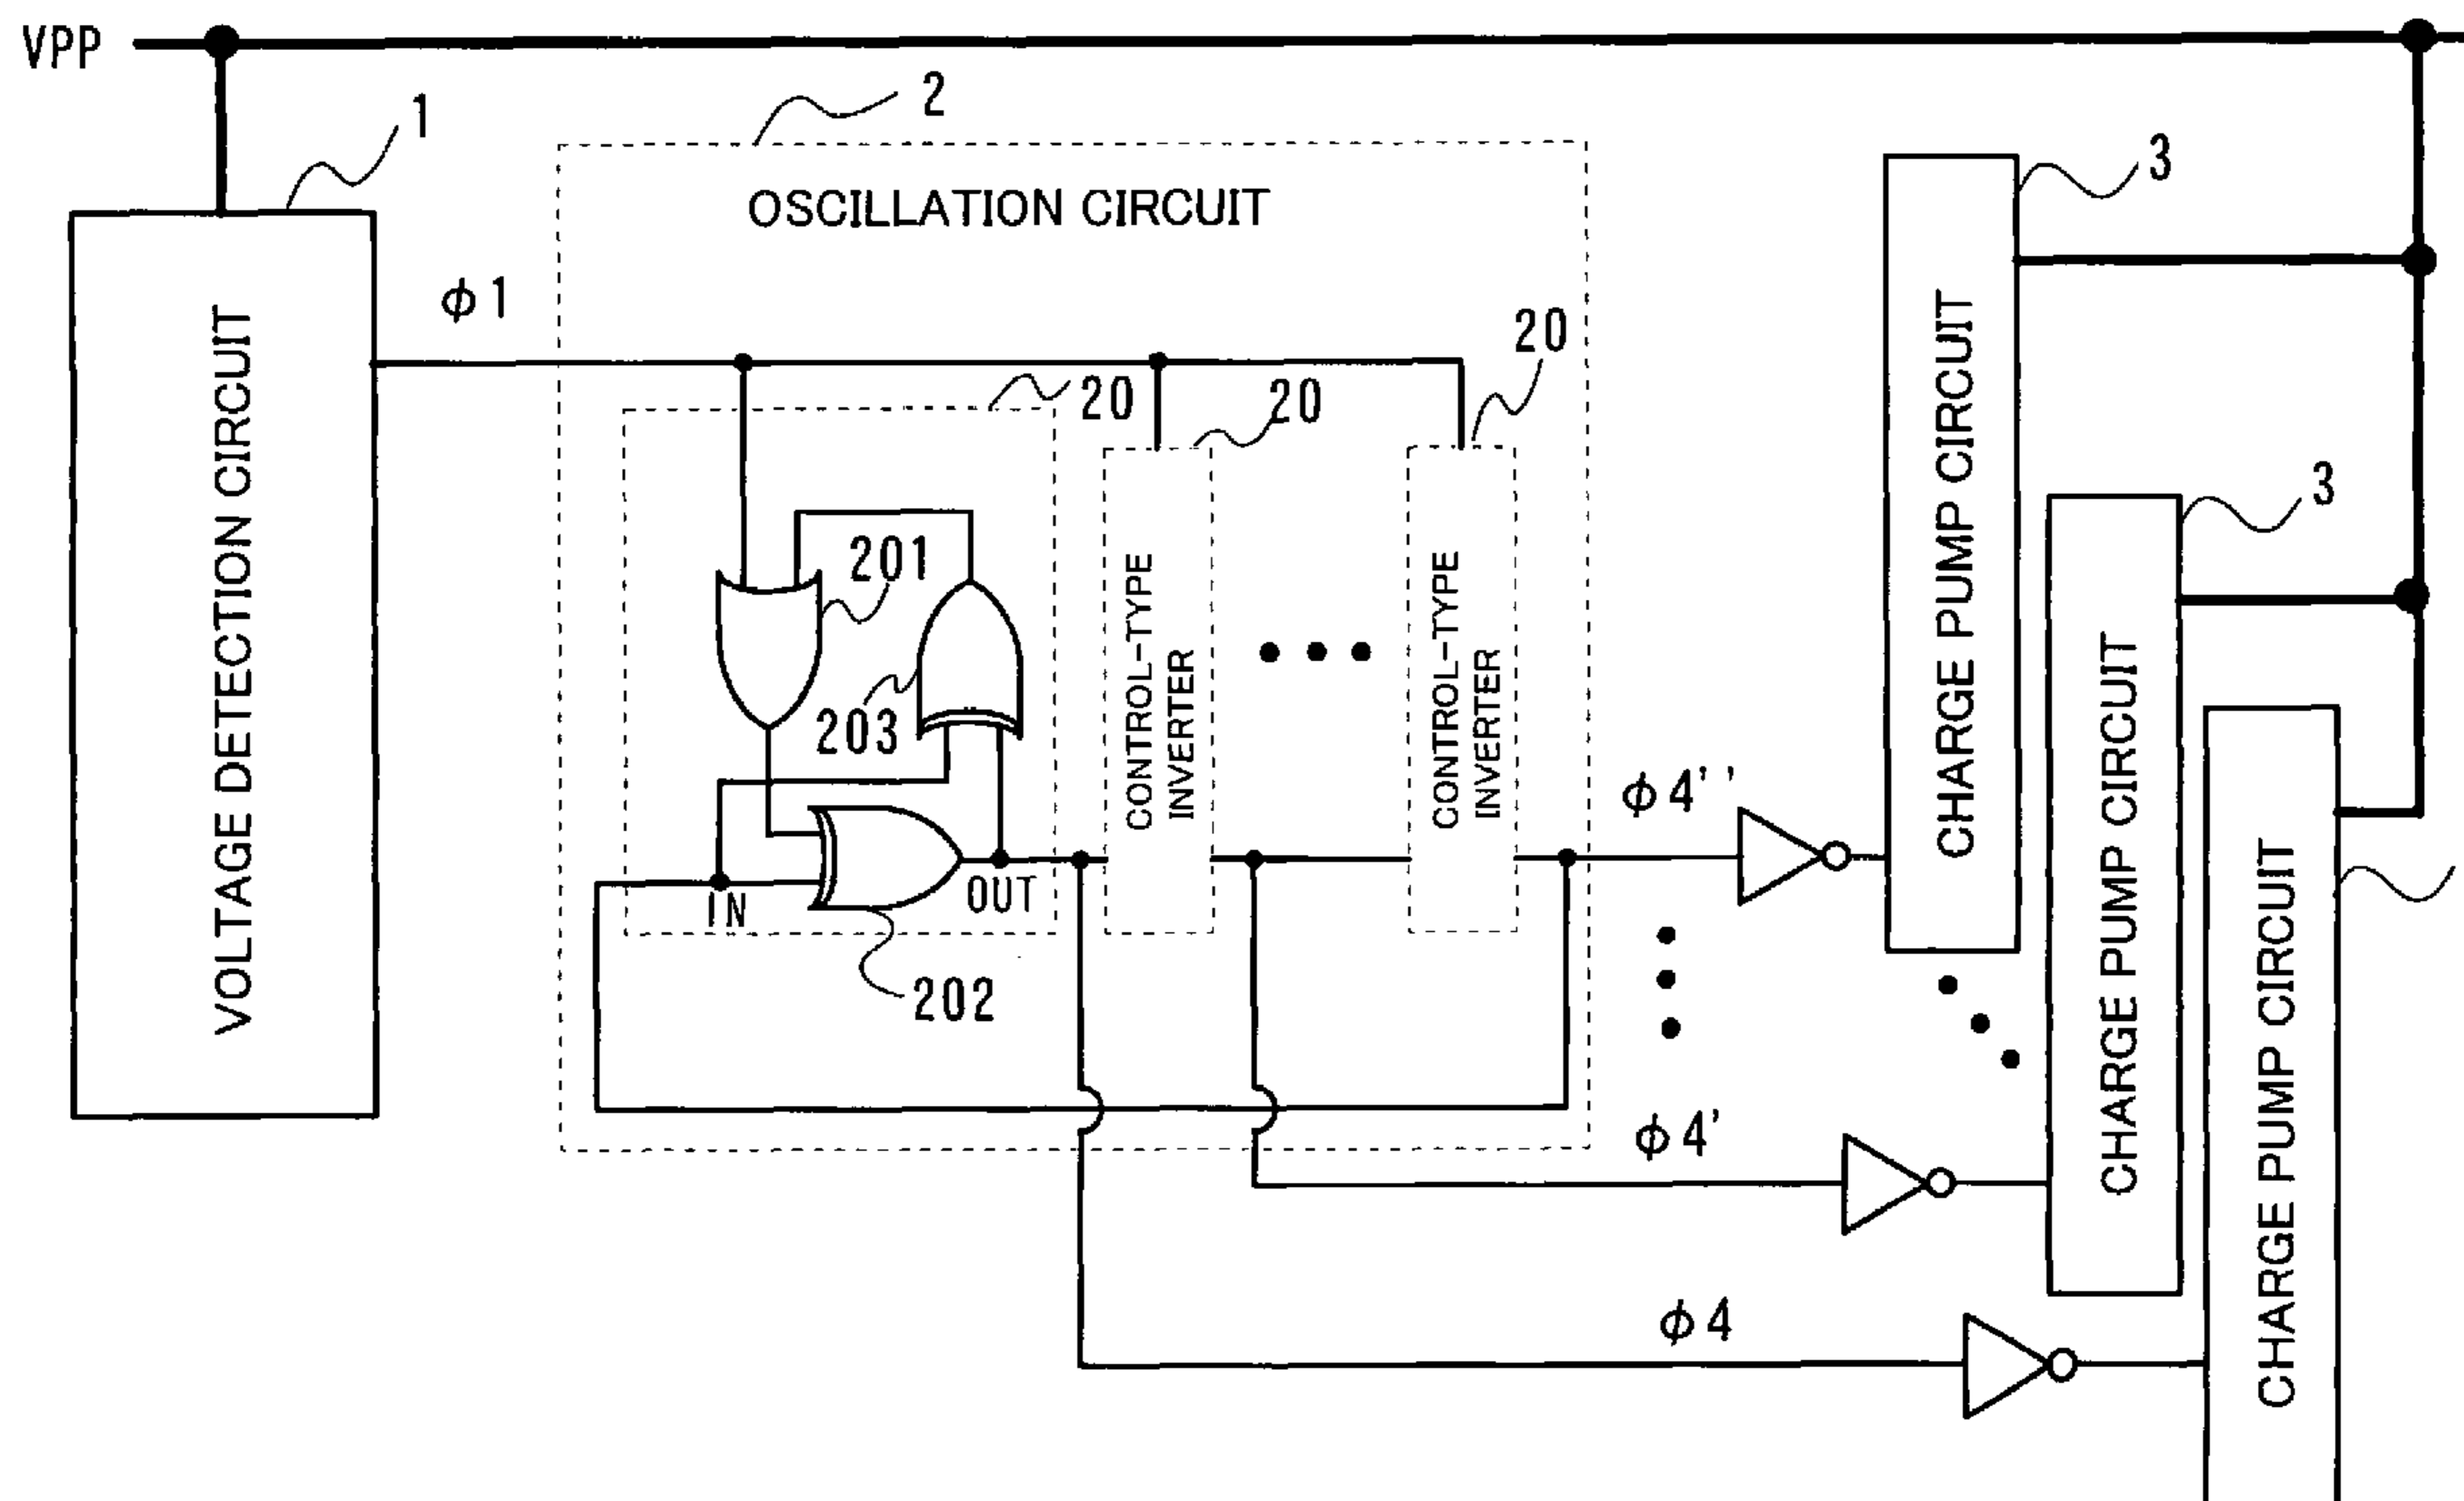 VPP
1
2
3
OSCILLATION CIRCUIT
φ1
20
20
20
3
VOLTAGE DETECTION CIRCUIT
201
203
CONTROL-TYPE
INVERTER
CONTROL-TYPE
INVERTER
CHARGE PUMP CIRCUIT
φ4''
IN
OUT
202
CHARGE PUMP CIRCUIT
φ4'
CHARGE PUMP CIRCUIT
φ4